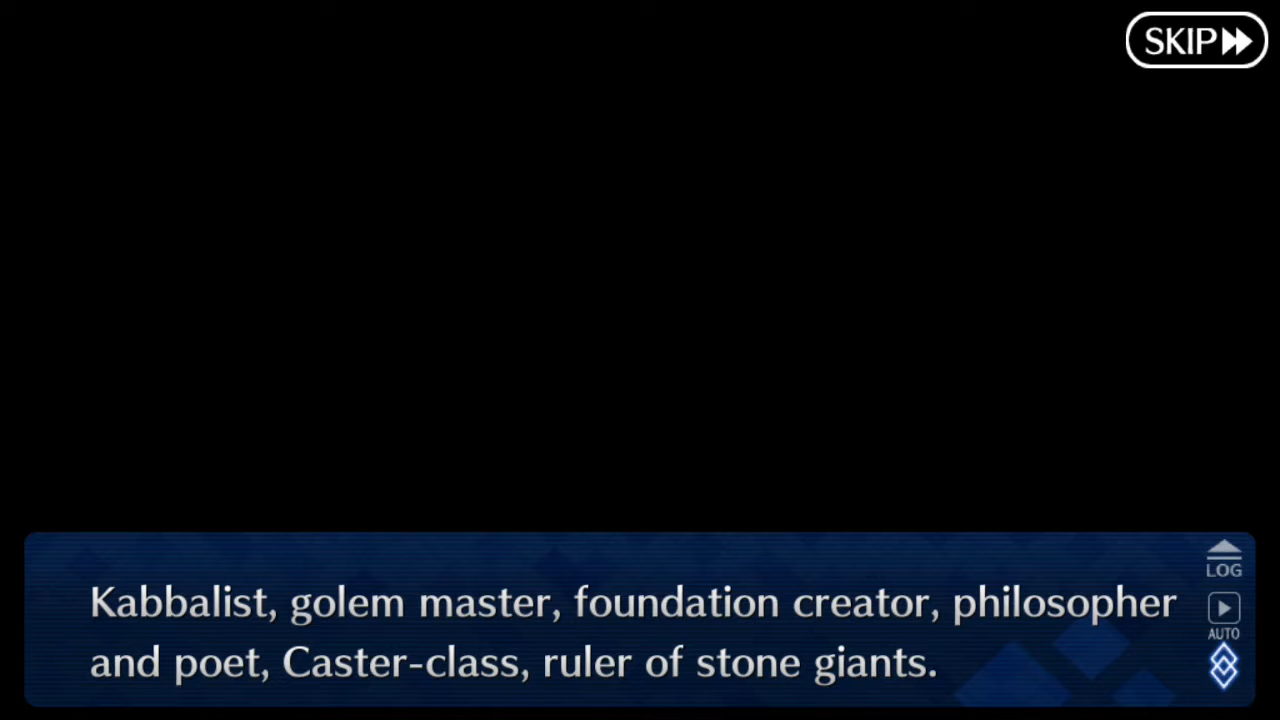 SKIP
Kabbalist, golem master, foundation creator, philosopher
and poet, Caster-class, ruler of stone giants.
LOG
AUTO